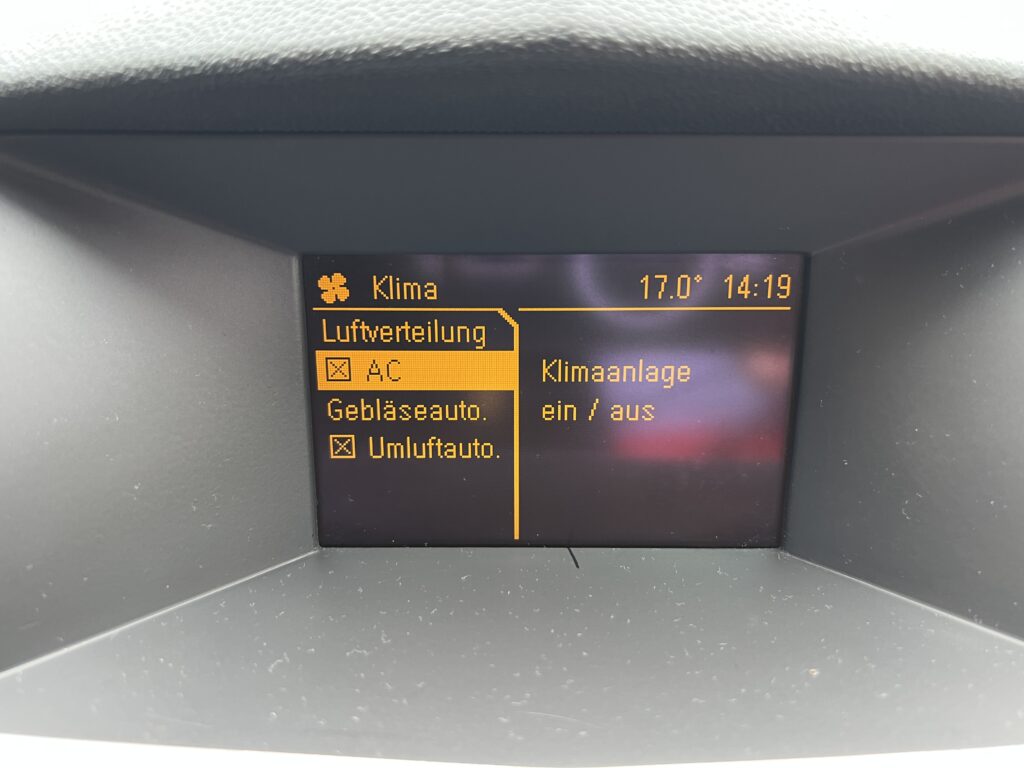 Klima 17.0° 14:19
Luftverteilung
AC
Gebläseauto.
Umluftauto.
Klimaanlage
ein / aus